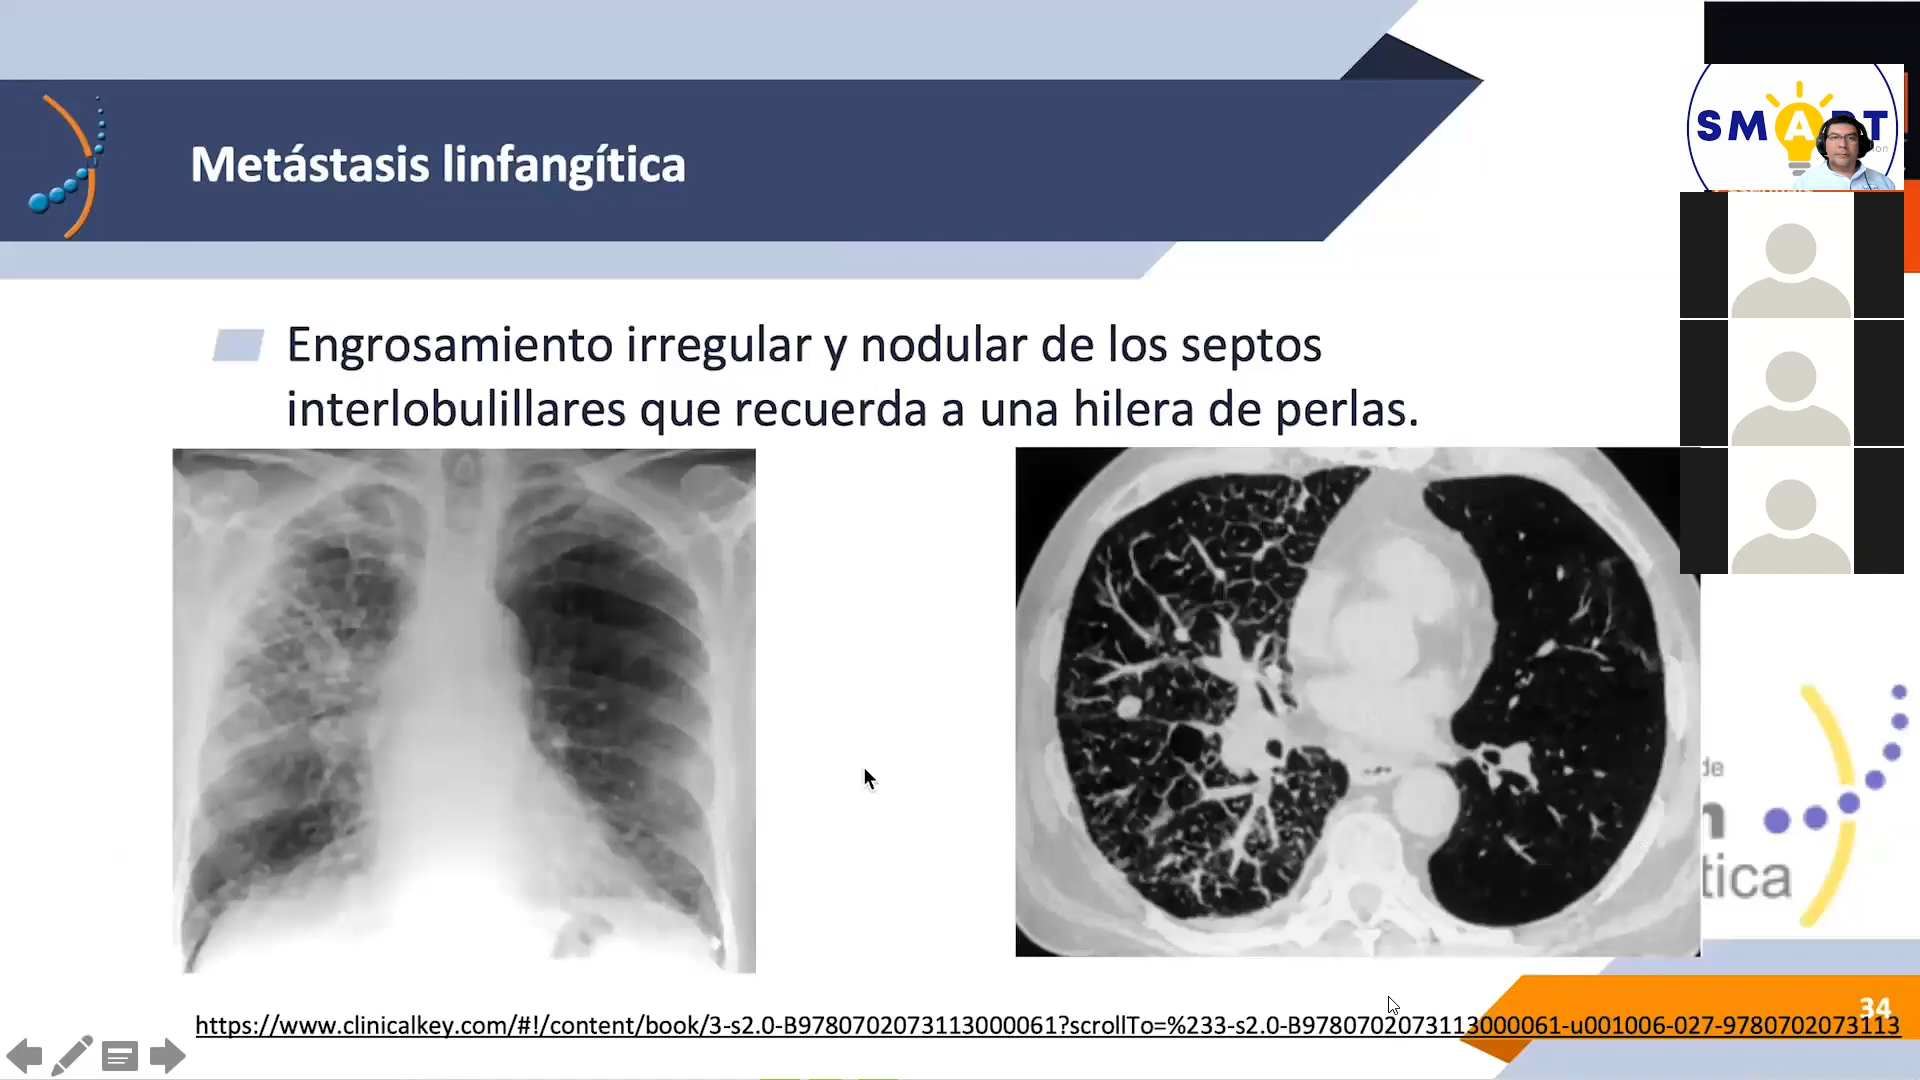 SMART
Metástasis linfangítica
Engrosamiento irregular y nodular de los septos
interlobulillares que recuerda a una hilera de perlas.
de
tica
34
https://www.clinicalkey.com/#!/content/book/3-s2.0-B9780702073113000061?scrollTo=%233-s2.0-B9780702073113000061-u001006-027-9780702073113